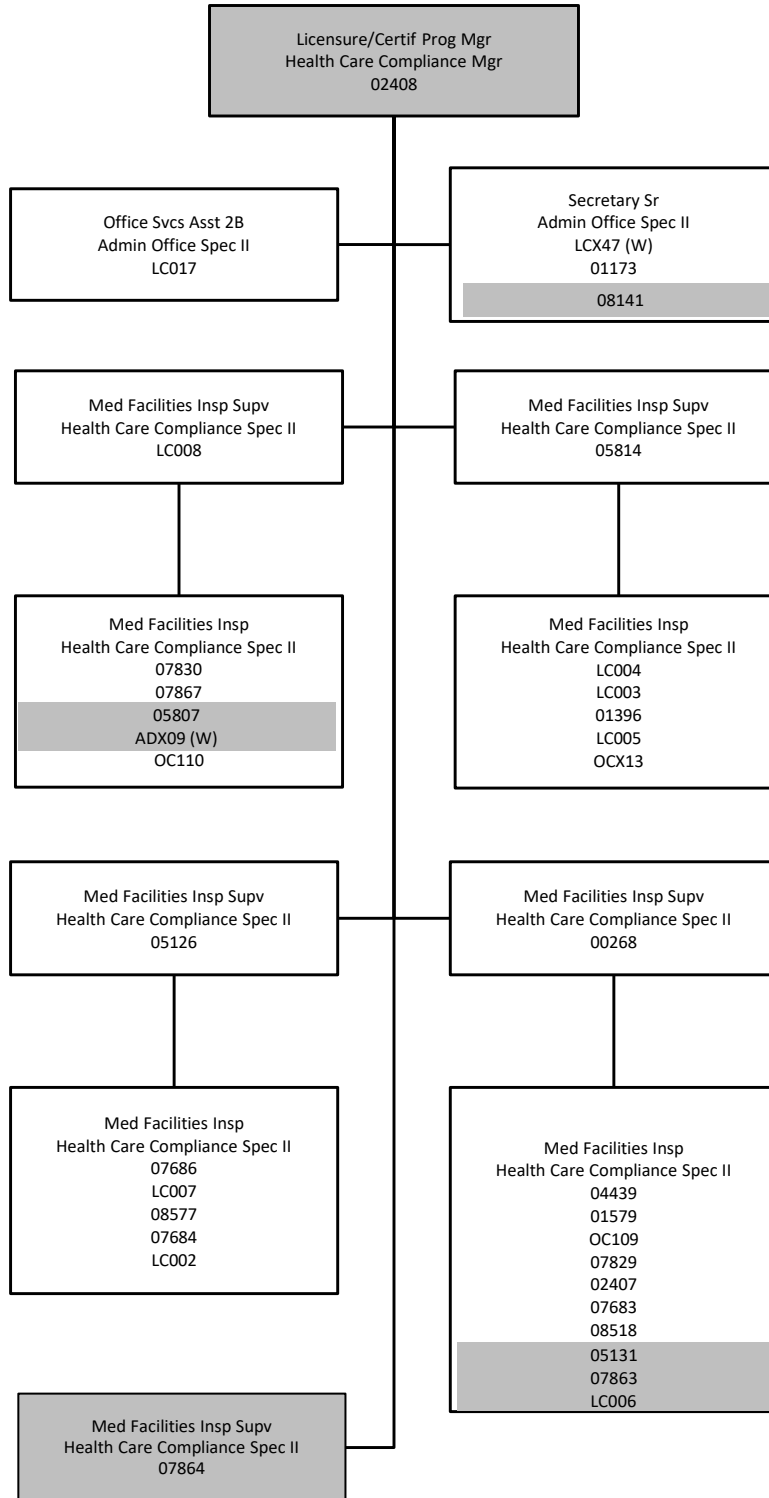 Licensure/Certif Prog Mgr
Health Care Compliance Mgr
02408
Office Svcs Asst 2B
Admin Office Spec II
LC017
Secretary Sr
Admin Office Spec II
LCX47 (W)
01173
08141
Med Facilities Insp Supv
Health Care Compliance Spec II
LC008
Med Facilities Insp Supv
Health Care Compliance Spec II
05814
Med Facilities Insp
Health Care Compliance Spec II
07830
07867
05807
ADX09 (W)
OC110
Med Facilities Insp
Health Care Compliance Spec II
LC004
LC003
01396
LC005
OCX13
Med Facilities Insp Supv
Health Care Compliance Spec II
05126
Med Facilities Insp Supv
Health Care Compliance Spec II
00268
Med Facilities Insp
Health Care Compliance Spec II
07686
LC007
08577
07684
LC002
Med Facilities Insp
Health Care Compliance Spec II
04439
01579
OC109
07829
02407
07683
08518
05131
07863
LC006
Med Facilities Insp Supv
Health Care Compliance Spec II
07864